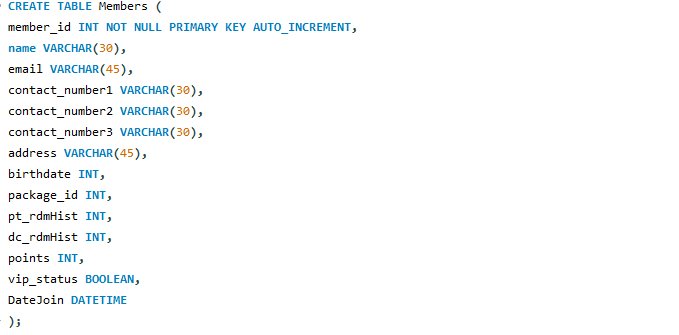 CREATE TABLE Members (
member_id INT NOT NULL PRIMARY KEY AUTO_INCREMENT,
name VARCHAR(30),
email VARCHAR(45),
contact_number1 VARCHAR(30),
contact_number2 VARCHAR(30),
contact_number3 VARCHAR(30),
address VARCHAR(45),
birthdate INT,
package_id INT,
pt_rdmHist INT,
dc_rdmHist INT,
points INT,
vip_status BOOLEAN,
DateJoin DATETIME
);